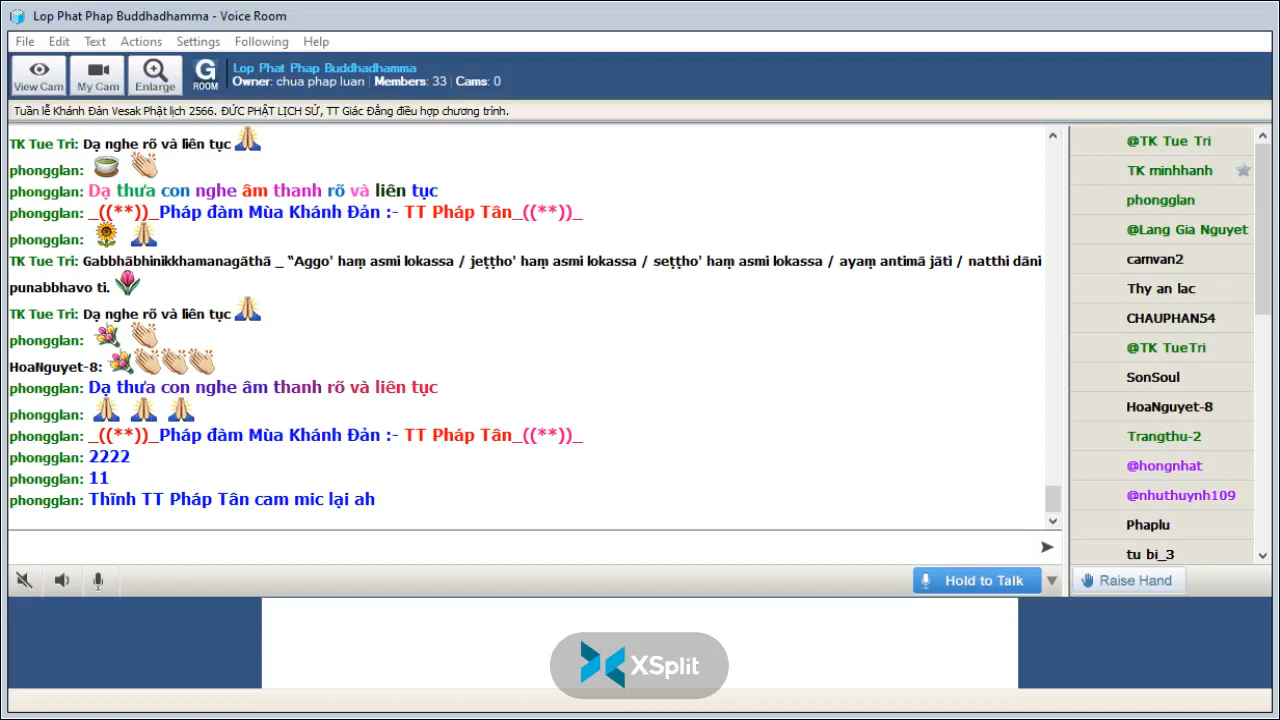 Lop Phat Phap Buddhadhamma - Voice Room
File Edit Text Actions Settings Following Help
View Cam My Cam Enlarge G ROOM Lop Phat Phap Buddhadhamma
Owner: chua phap luan | Members: 33 | Cams: 0
Tuần lễ Khánh Đản Vesak Phật lịch 2566. ĐỨC PHẬT LỊCH SỬ, TT Giác Đẳng điều hợp chương trình.
TK Tue Tri: Dạ nghe rõ và liên tục
phongglan:
phongglan: Dạ thưa con nghe âm thanh rõ và liên tục
phongglan: _((**))_Pháp đàm Mùa Khánh Đản :- TT Pháp Tân_((**))_
phongglan:
TK Tue Tri: Gabbhābhinikkhamanagāthā _ “Aggo' haṃ asmi lokassa / jeṭṭho' haṃ asmi lokassa / seṭṭho' haṃ asmi lokassa / ayaṃ antimā jāti / natthi dāni
punabbhavo ti.
TK Tue Tri: Dạ nghe rõ và liên tục
phongglan:
HoaNguyet-8:
phongglan: Dạ thưa con nghe âm thanh rõ và liên tục
phongglan:
phongglan: _((**))_Pháp đàm Mùa Khánh Đản :- TT Pháp Tân_((**))_
phongglan: 2222
phongglan: 11
phongglan: Thĩnh TT Pháp Tân cam mic lại ah
@TK Tue Tri
TK minhhanh
phongglan
@Lang Gia Nguyet
camvan2
Thy an lac
CHAUPHAN54
@TK TueTri
SonSoul
HoaNguyet-8
Trangthu-2
@hongnhat
@nhuthuynh109
Phaplu
tu bi_3
Hold to Talk
Raise Hand
XSplit